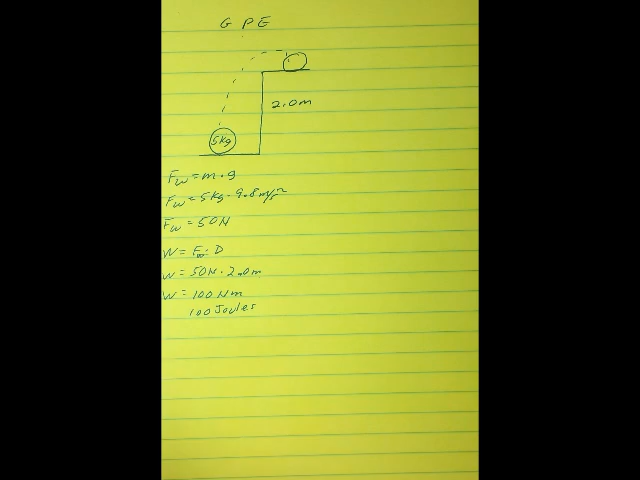 G P E
2.0m
5Kg
Fw = m · g
Fw = 5Kg · 9.8 m/s²
Fw = 50N
W = Fw · D
W = 50N · 2.0m
W = 100 Nm
100 Joules